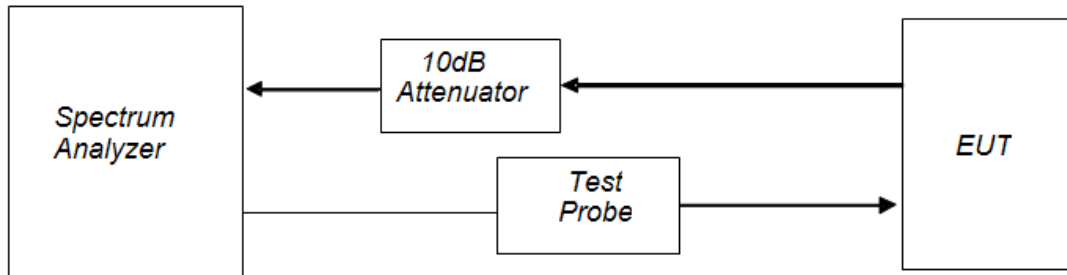 10dB
Attenuator
Spectrum
Analyzer
EUT
Test
Probe